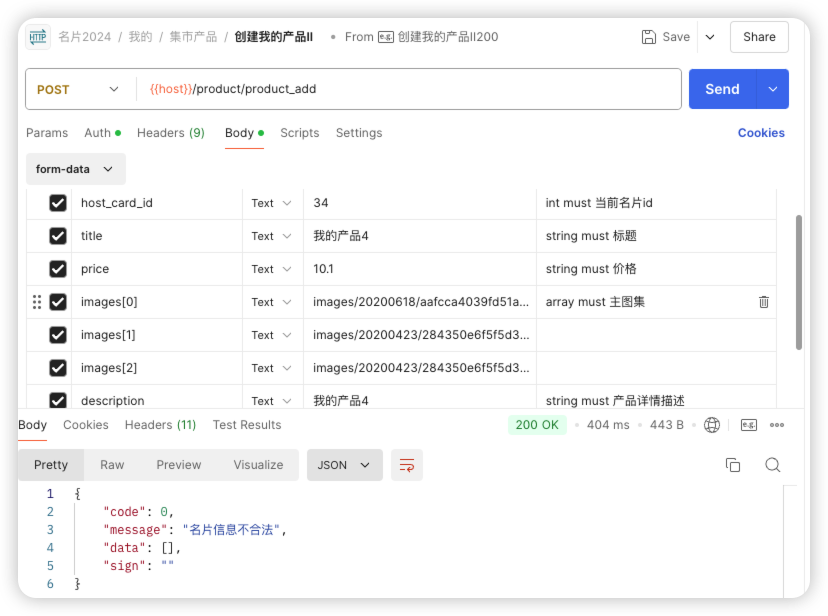 HTTP 名片2024 / 我的 / 集市产品 / 创建我的产品II • From e.g. 创建我的产品II200 Save Share
POST {{host}}/product/product_add Send
Params Auth Headers (9) Body Scripts Settings Cookies
form-data
host_card_id Text 34 int must 当前名片id
title Text 我的产品4 string must 标题
price Text 10.1 string must 价格
images[0] Text images/20200618/aafcca4039fd51a... array must 主图集
images[1] Text images/20200423/284350e6f5f5d3...
images[2] Text images/20200423/284350e6f5f5d3...
description Text 我的产品4 string must 产品详情描述
Body Cookies Headers (11) Test Results 200 OK 404 ms 443 B e.g.
Pretty Raw Preview Visualize JSON
1 {
2 "code": 0,
3 "message": "名片信息不合法",
4 "data": [],
5 "sign": ""
6 }